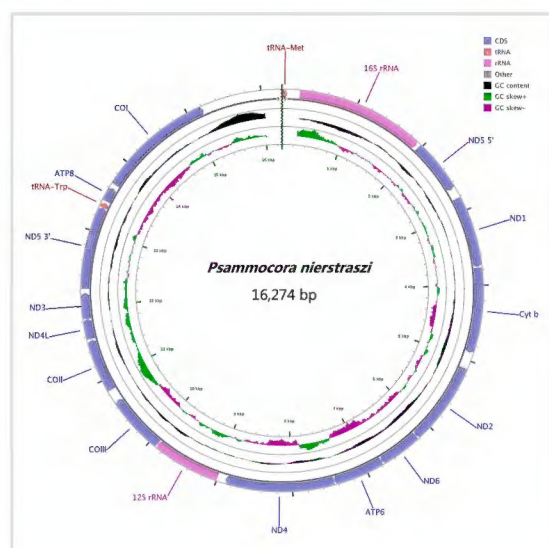 tRNA-Met
16S rRNA
ND5 5'
ND1
Cyt b
ND2
ND6
ATP6
ND4
12S rRNA
COIII
COII
ND4L
ND3
ND5 3'
tRNA-Trp
ATP8
COI
CDS
tRNA
rRNA
Other
GC content
GC skew+
GC skew-
Psammocora nierstraszi
16,274 bp